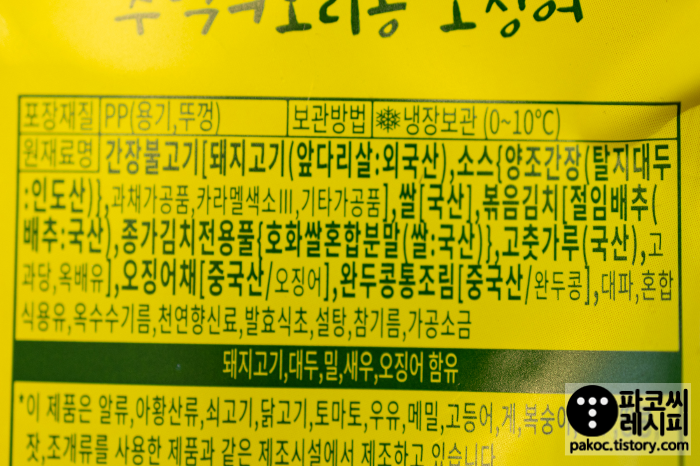 추억의 보리콩 오징어
포장재질 PP(용기,뚜껑) 보관방법 ❄냉장보관 (0~10℃)
원재료명 간장불고기[돼지고기(앞다리살:외국산),소스{양조간장(탈지대두
:인도산)},과채가공품,카라멜색소Ⅲ,기타가공품],쌀[국산],볶음김치[절임배추(
배추:국산),종가김치전용풀{호화쌀혼합분말(쌀:국산)},고춧가루(국산),고
과당,옥배유],오징어채[중국산/오징어],완두콩통조림[중국산/완두콩],대파,혼합
식용유,옥수수기름,천연향신료,발효식초,설탕,참기름,가공소금
돼지고기,대두,밀,새우,오징어 함유
*이 제품은 알류,아황산류,쇠고기,닭고기,토마토,우유,메밀,고등어,게,복숭아
잣,조개류를 사용한 제품과 같은 제조시설에서 제조하고 있습니다
파코씨
레시피
pakoc.tistory.com